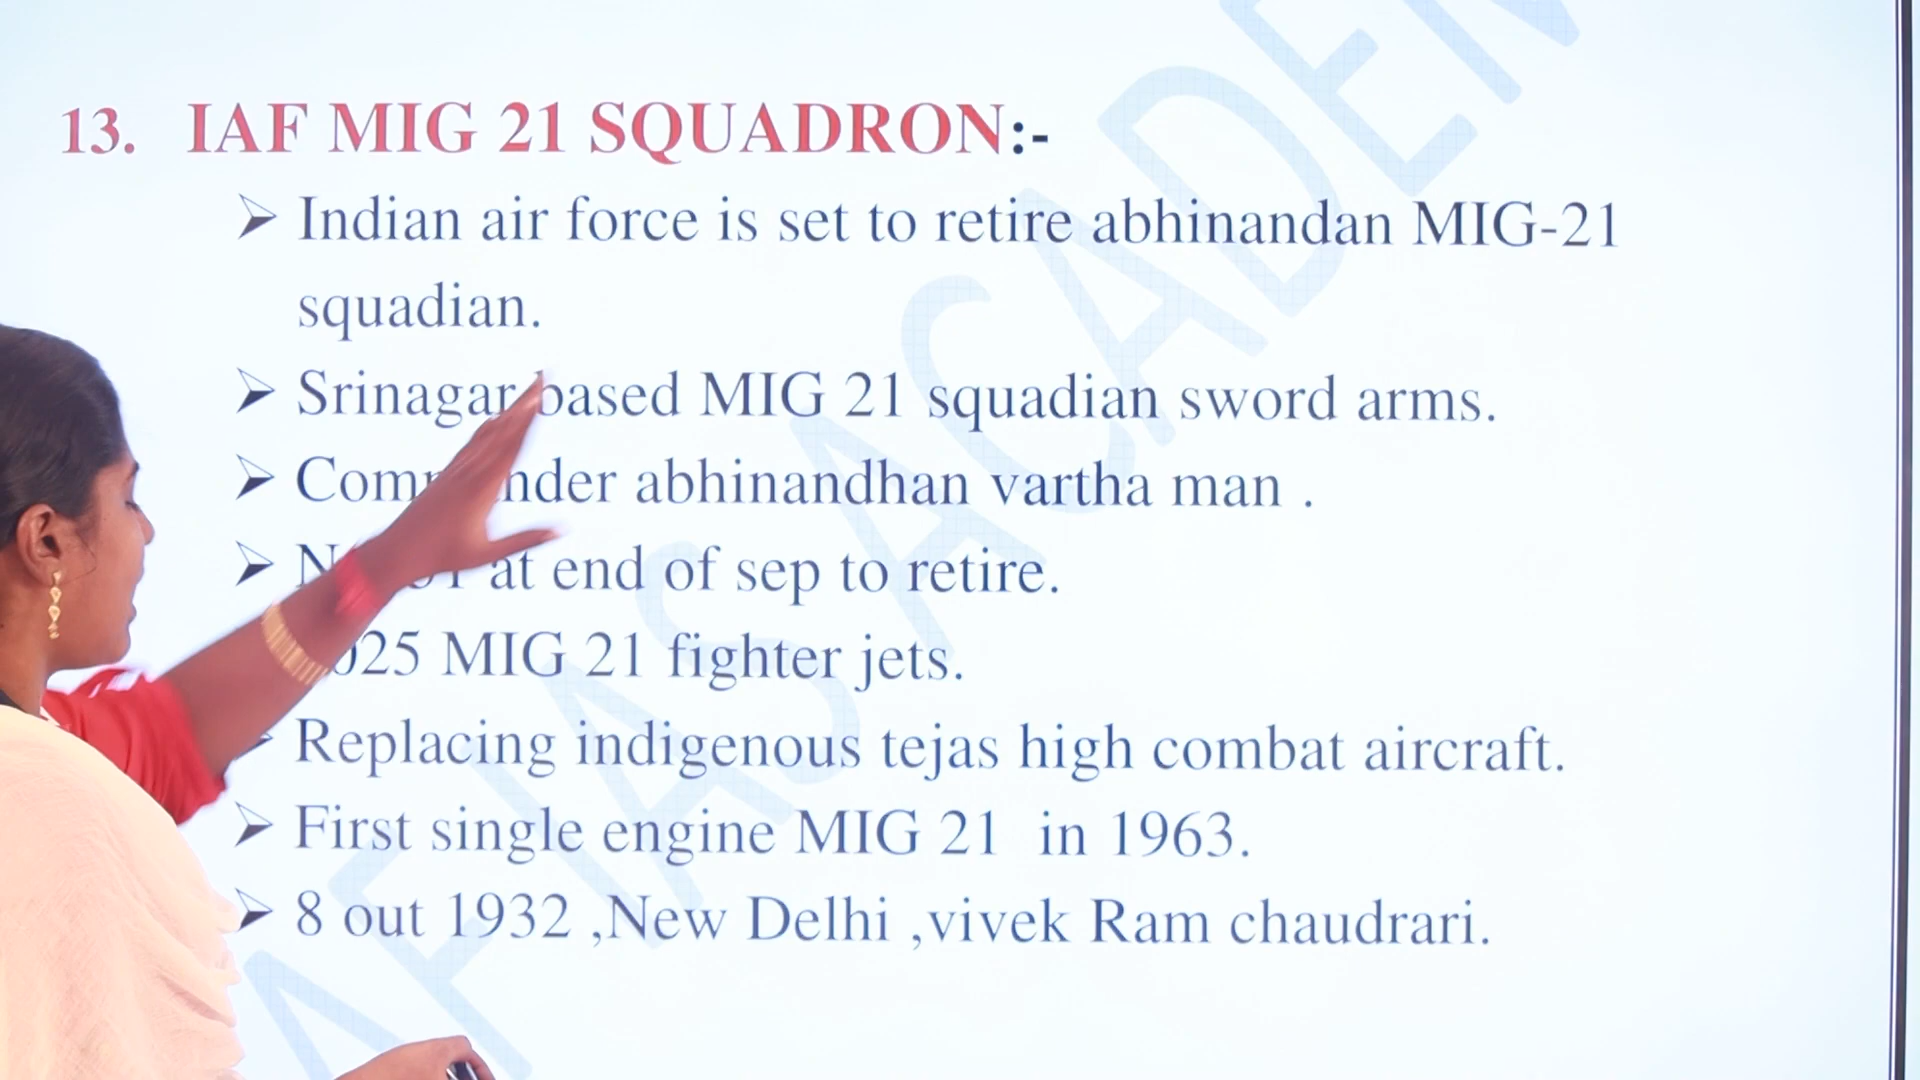 13. IAF MIG 21 SQUADRON:-
Indian air force is set to retire abhinandan MIG-21
squadian.
Srinagar based MIG 21 squadian sword arms.
abhinandhan vartha man .
at end of sep to retire.
MIG 21 fighter jets.
Replacing indigenous tejas high combat aircraft.
First single engine MIG 21 in 1963.
8 out 1932 ,New Delhi ,vivek Ram chaudrari.
IAS ACADEM